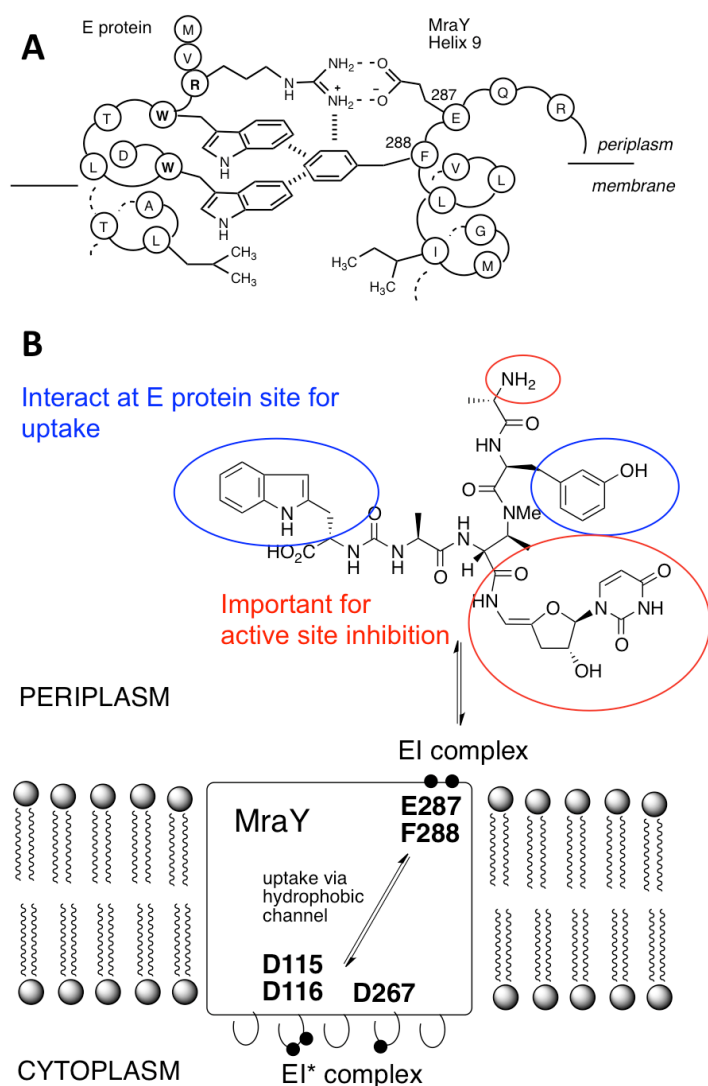 A
E protein
MraY
Helix 9
M
V
R
NH₂
O
N
H
+
NH₂
O
−
287
E
Q
R
T
W
288
F
periplasm
membrane
L
D
W
N
H
V
L
L
T
A
L
N
H
CH₃
CH₃
H₃C
CH₃
I
G
M
B
Interact at E protein site for
uptake
NH₂
O
NH
OH
O
NMe
N
H
HO₂C
N
H
O
N
H
O
HN
H
O
HN
Important for
active site inhibition
O
N
O
NH
O
OH
PERIPLASM
EI complex
MraY
E287
F288
uptake via
hydrophobic
channel
D115
D116
D267
CYTOPLASM
EI* complex